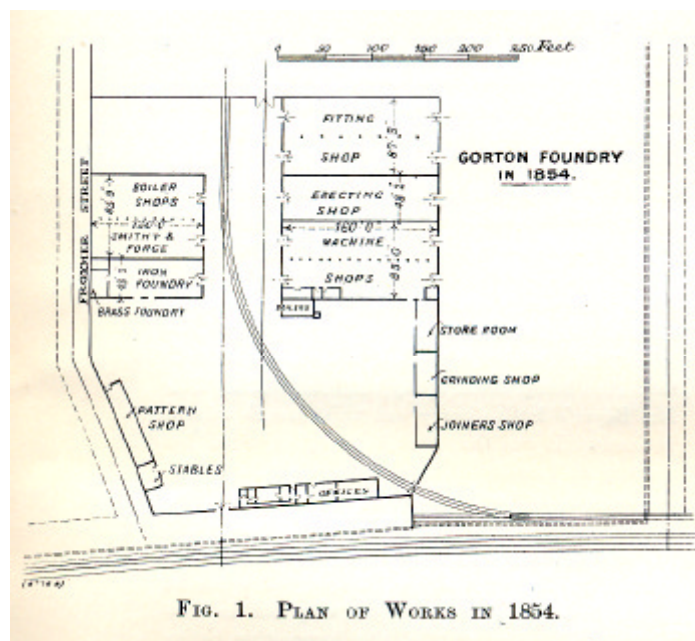 0 50 100 150 200 250 Feet
FITTING
SHOP
GORTON FOUNDRY
IN 1854.
ERECTING
SHOP
160' 0"
MACHINE
SHOPS
85.0
BOILER
SHOPS
SMITHY &
FORGE
IRON
FOUNDRY
BRASS FOUNDRY
STREET
STORE ROOM
GRINDING SHOP
JOINERS SHOP
PATTERN
SHOP
STABLES
OFFICES
FIG. 1. PLAN OF WORKS IN 1854.